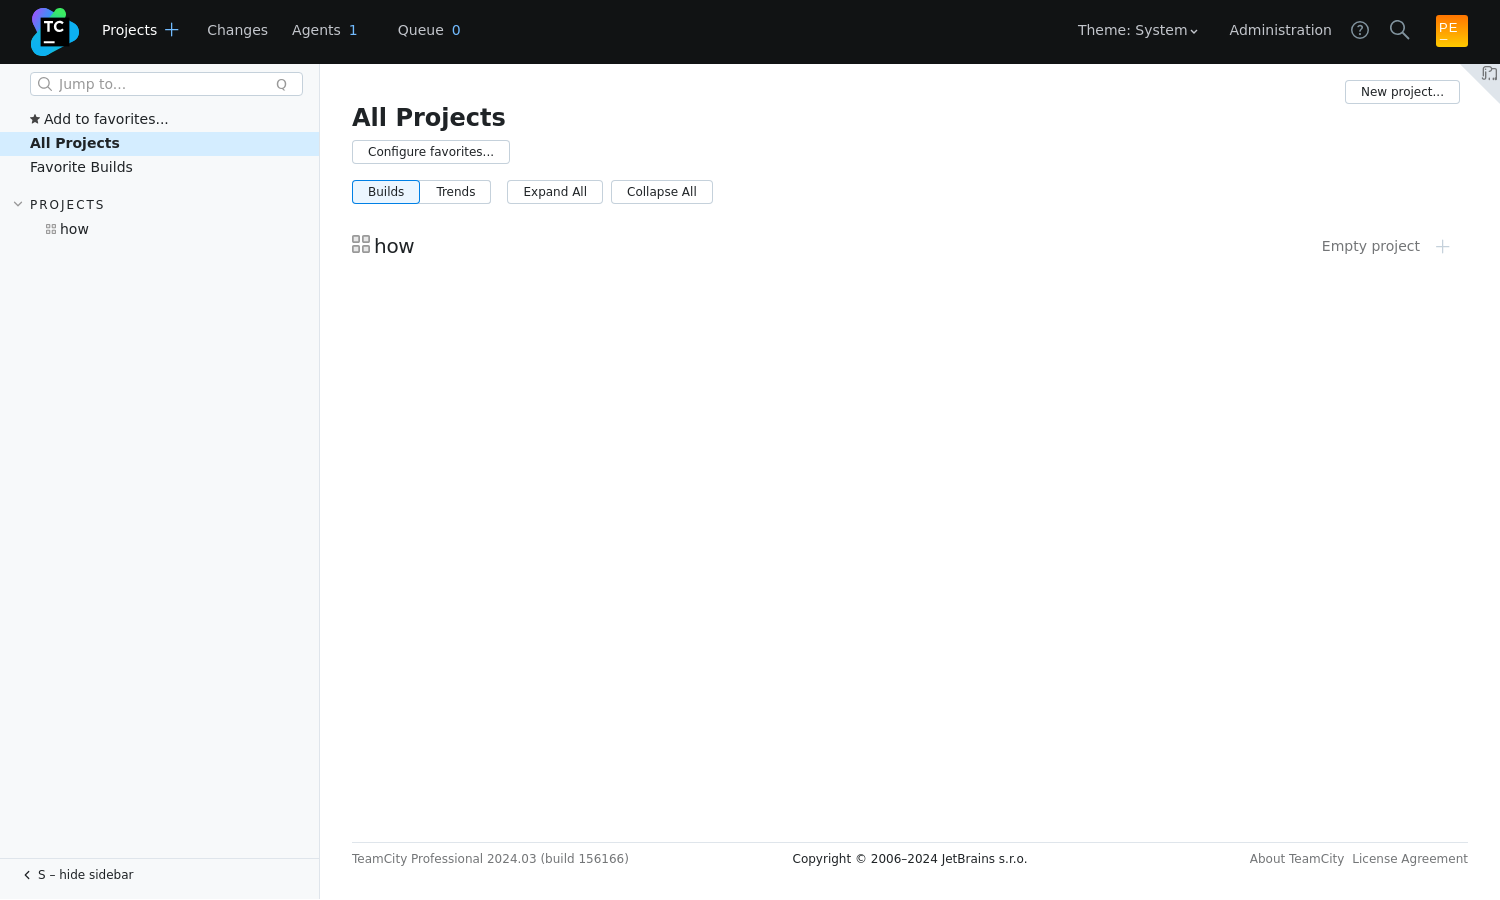 TC
Projects
Changes
Agents 1
Queue 0
Theme: System
Administration
PE
Jump to...
Q
Add to favorites...
All Projects
Favorite Builds
PROJECTS
how
S – hide sidebar
New project...
All Projects
Configure favorites...
Builds
Trends
Expand All
Collapse All
how
Empty project
TeamCity Professional 2024.03 (build 156166)
Copyright © 2006–2024 JetBrains s.r.o.
About TeamCity
License Agreement